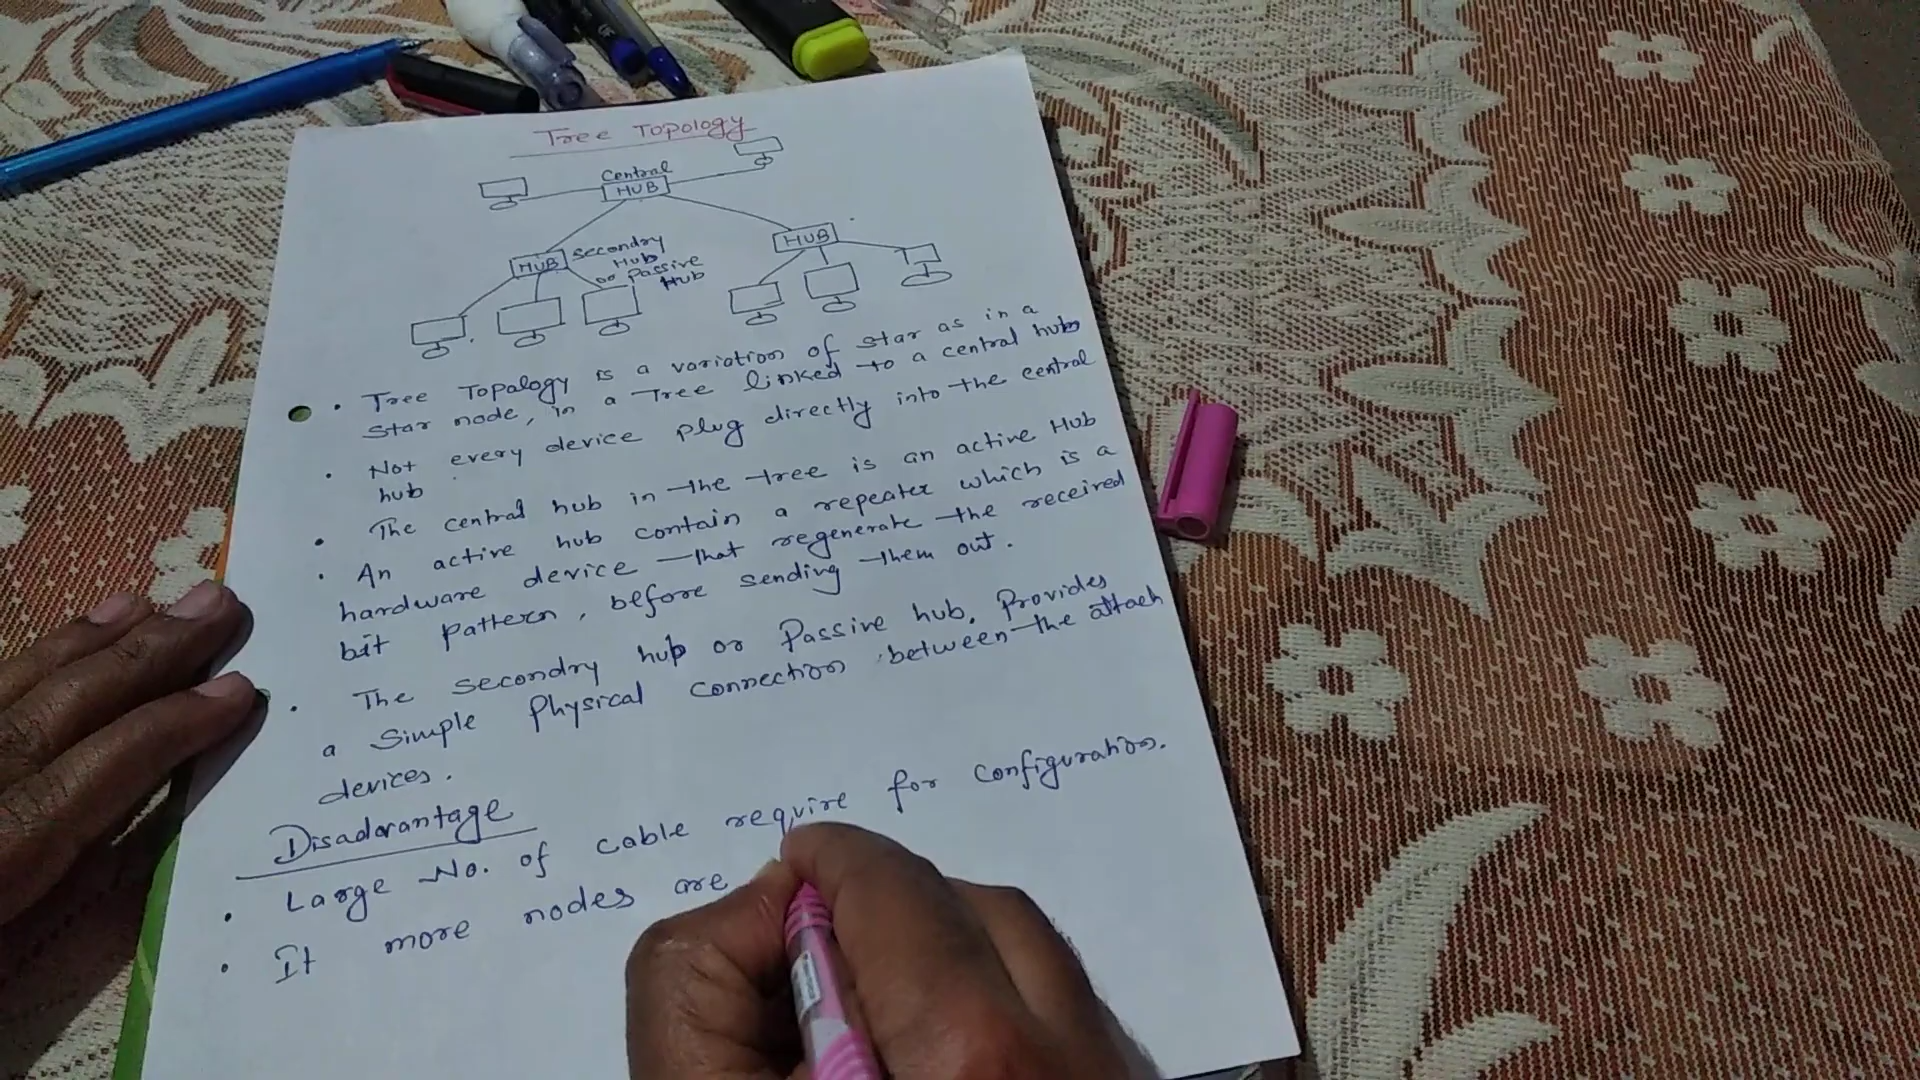 Tree Topology
Central
HUB
HUB
Secondry
Hub
or Passive
Hub
HUB
• Tree Topalogy is a variation of star as in a
star node, in a Tree linked to a central hub
• Not every device plug directly into the central
hub
• The central hub in the tree is an active Hub
• An active hub contain a repeater which is a
hardware device that regenerate the received
bit pattern, before sending them out.
• The secondry hub or Passive hub, Provides
a Simple Physical Connection between the attach
devices.
Disadavantage
• Large No. of cable require for configuration.
• It more nodes are